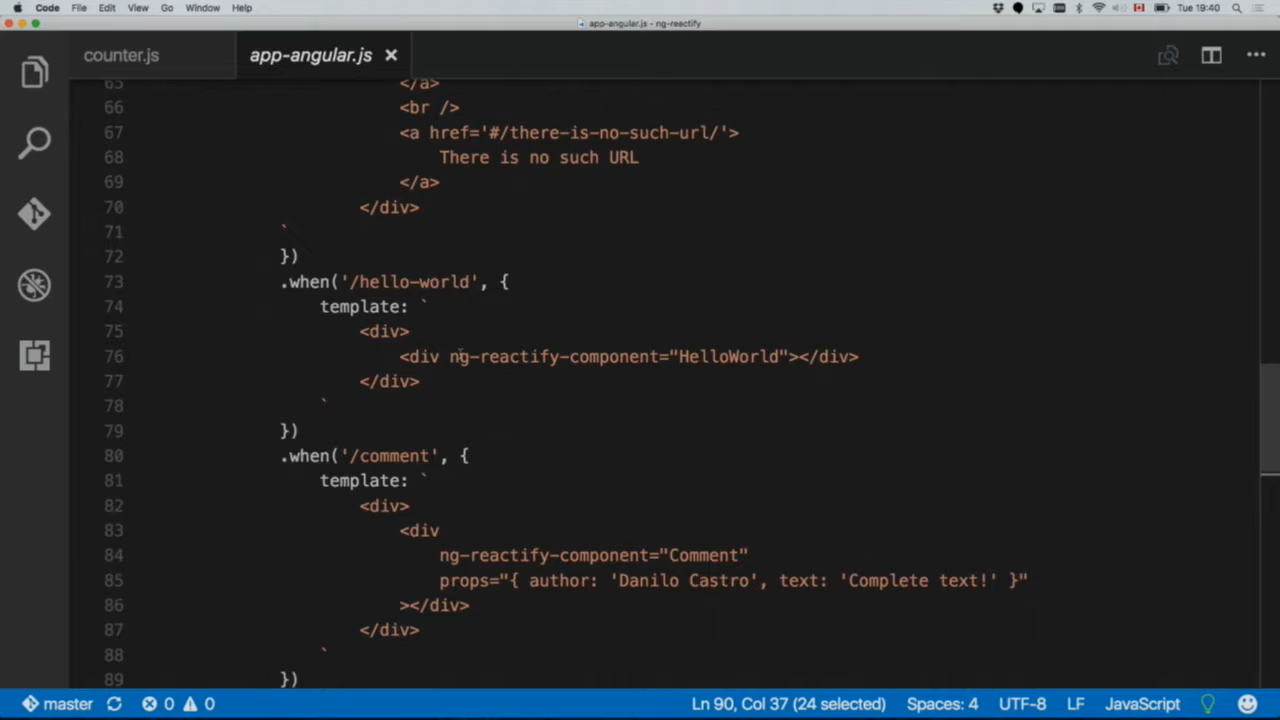 Code File Edit View Go Window Help Tue 19:40
app-angular.js - ng-reactify
counter.js app-angular.js
65 </a>
66 <br />
67 <a href='#/there-is-no-such-url/'>
68 There is no such URL
69 </a>
70 </div>
71 `
72 })
73 .when('/hello-world', {
74 template: `
75 <div>
76 <div ng-reactify-component="HelloWorld"></div>
77 </div>
78 `
79 })
80 .when('/comment', {
81 template: `
82 <div>
83 <div
84 ng-reactify-component="Comment"
85 props="{ author: 'Danilo Castro', text: 'Complete text!' }"
86 ></div>
87 </div>
88 `
89 })
master 0 0 Ln 90, Col 37 (24 selected) Spaces: 4 UTF-8 LF JavaScript